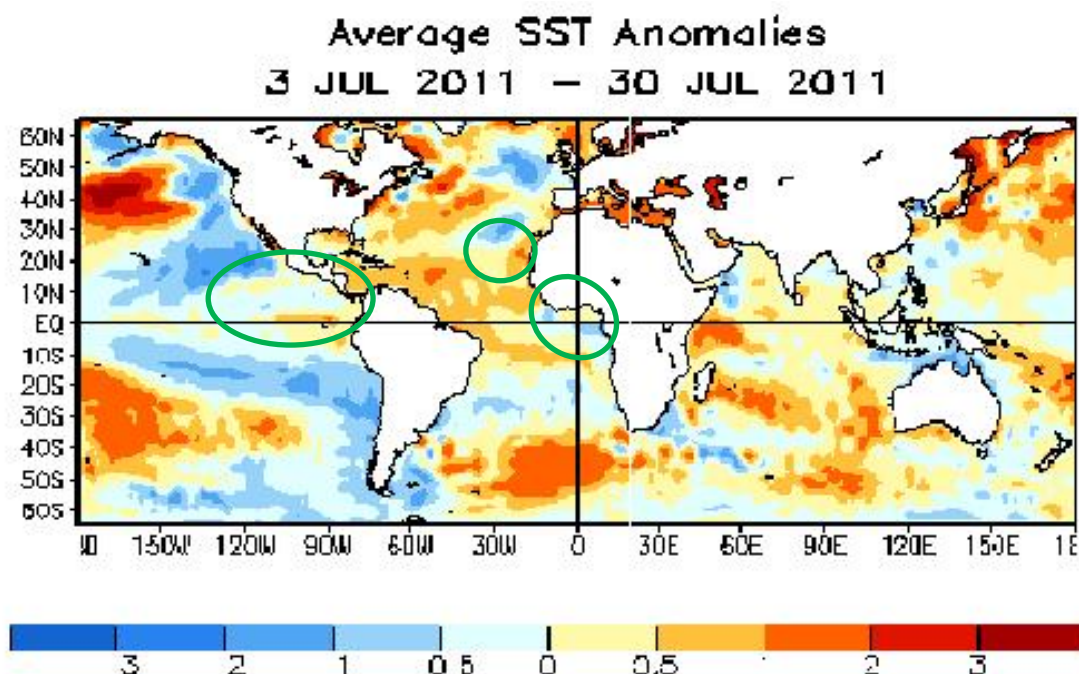 Average SST Anomalies
3 JUL 2011 – 30 JUL 2011
60N
50N
40N
30N
20N
10N
EQ
10S
20S
30S
40S
50S
60S
150W 120W 90W 60W 30W 0 30E 60E 90E 120E 150E
3 2 1 0.5 0 0.5 1 2 3